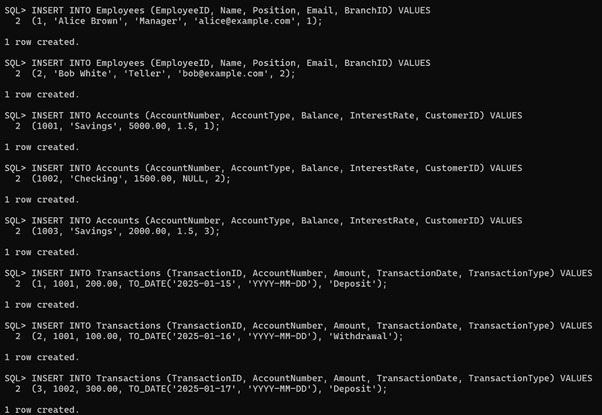 SQL> INSERT INTO Employees (EmployeeID, Name, Position, Email, BranchID) VALUES
2 (1, 'Alice Brown', 'Manager', 'alice@example.com', 1);
1 row created.
SQL> INSERT INTO Employees (EmployeeID, Name, Position, Email, BranchID) VALUES
2 (2, 'Bob White', 'Teller', 'bob@example.com', 2);
1 row created.
SQL> INSERT INTO Accounts (AccountNumber, AccountType, Balance, InterestRate, CustomerID) VALUES
2 (1001, 'Savings', 5000.00, 1.5, 1);
1 row created.
SQL> INSERT INTO Accounts (AccountNumber, AccountType, Balance, InterestRate, CustomerID) VALUES
2 (1002, 'Checking', 1500.00, NULL, 2);
1 row created.
SQL> INSERT INTO Accounts (AccountNumber, AccountType, Balance, InterestRate, CustomerID) VALUES
2 (1003, 'Savings', 2000.00, 1.5, 3);
1 row created.
SQL> INSERT INTO Transactions (TransactionID, AccountNumber, Amount, TransactionDate, TransactionType) VALUES
2 (1, 1001, 200.00, TO_DATE('2025-01-15', 'YYYY-MM-DD'), 'Deposit');
1 row created.
SQL> INSERT INTO Transactions (TransactionID, AccountNumber, Amount, TransactionDate, TransactionType) VALUES
2 (2, 1001, 100.00, TO_DATE('2025-01-16', 'YYYY-MM-DD'), 'Withdrawal');
1 row created.
SQL> INSERT INTO Transactions (TransactionID, AccountNumber, Amount, TransactionDate, TransactionType) VALUES
2 (3, 1002, 300.00, TO_DATE('2025-01-17', 'YYYY-MM-DD'), 'Deposit');
1 row created.